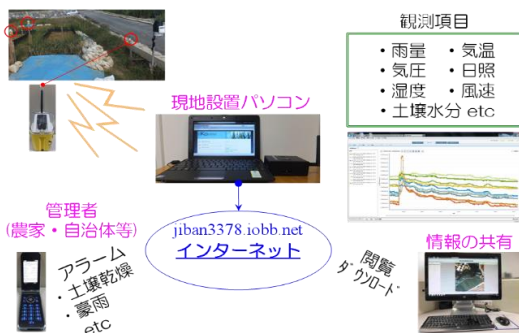 観測項目
・雨量 ・気温
・気圧 ・日照
・湿度 ・風速
・土壌水分 etc
現地設置パソコン
jiban3378.iobb.net
インターネット
管理者
(農家・自治体等)
アラーム
・土壌乾燥
・豪雨
etc
閲覧
ダウンロード
情報の共有